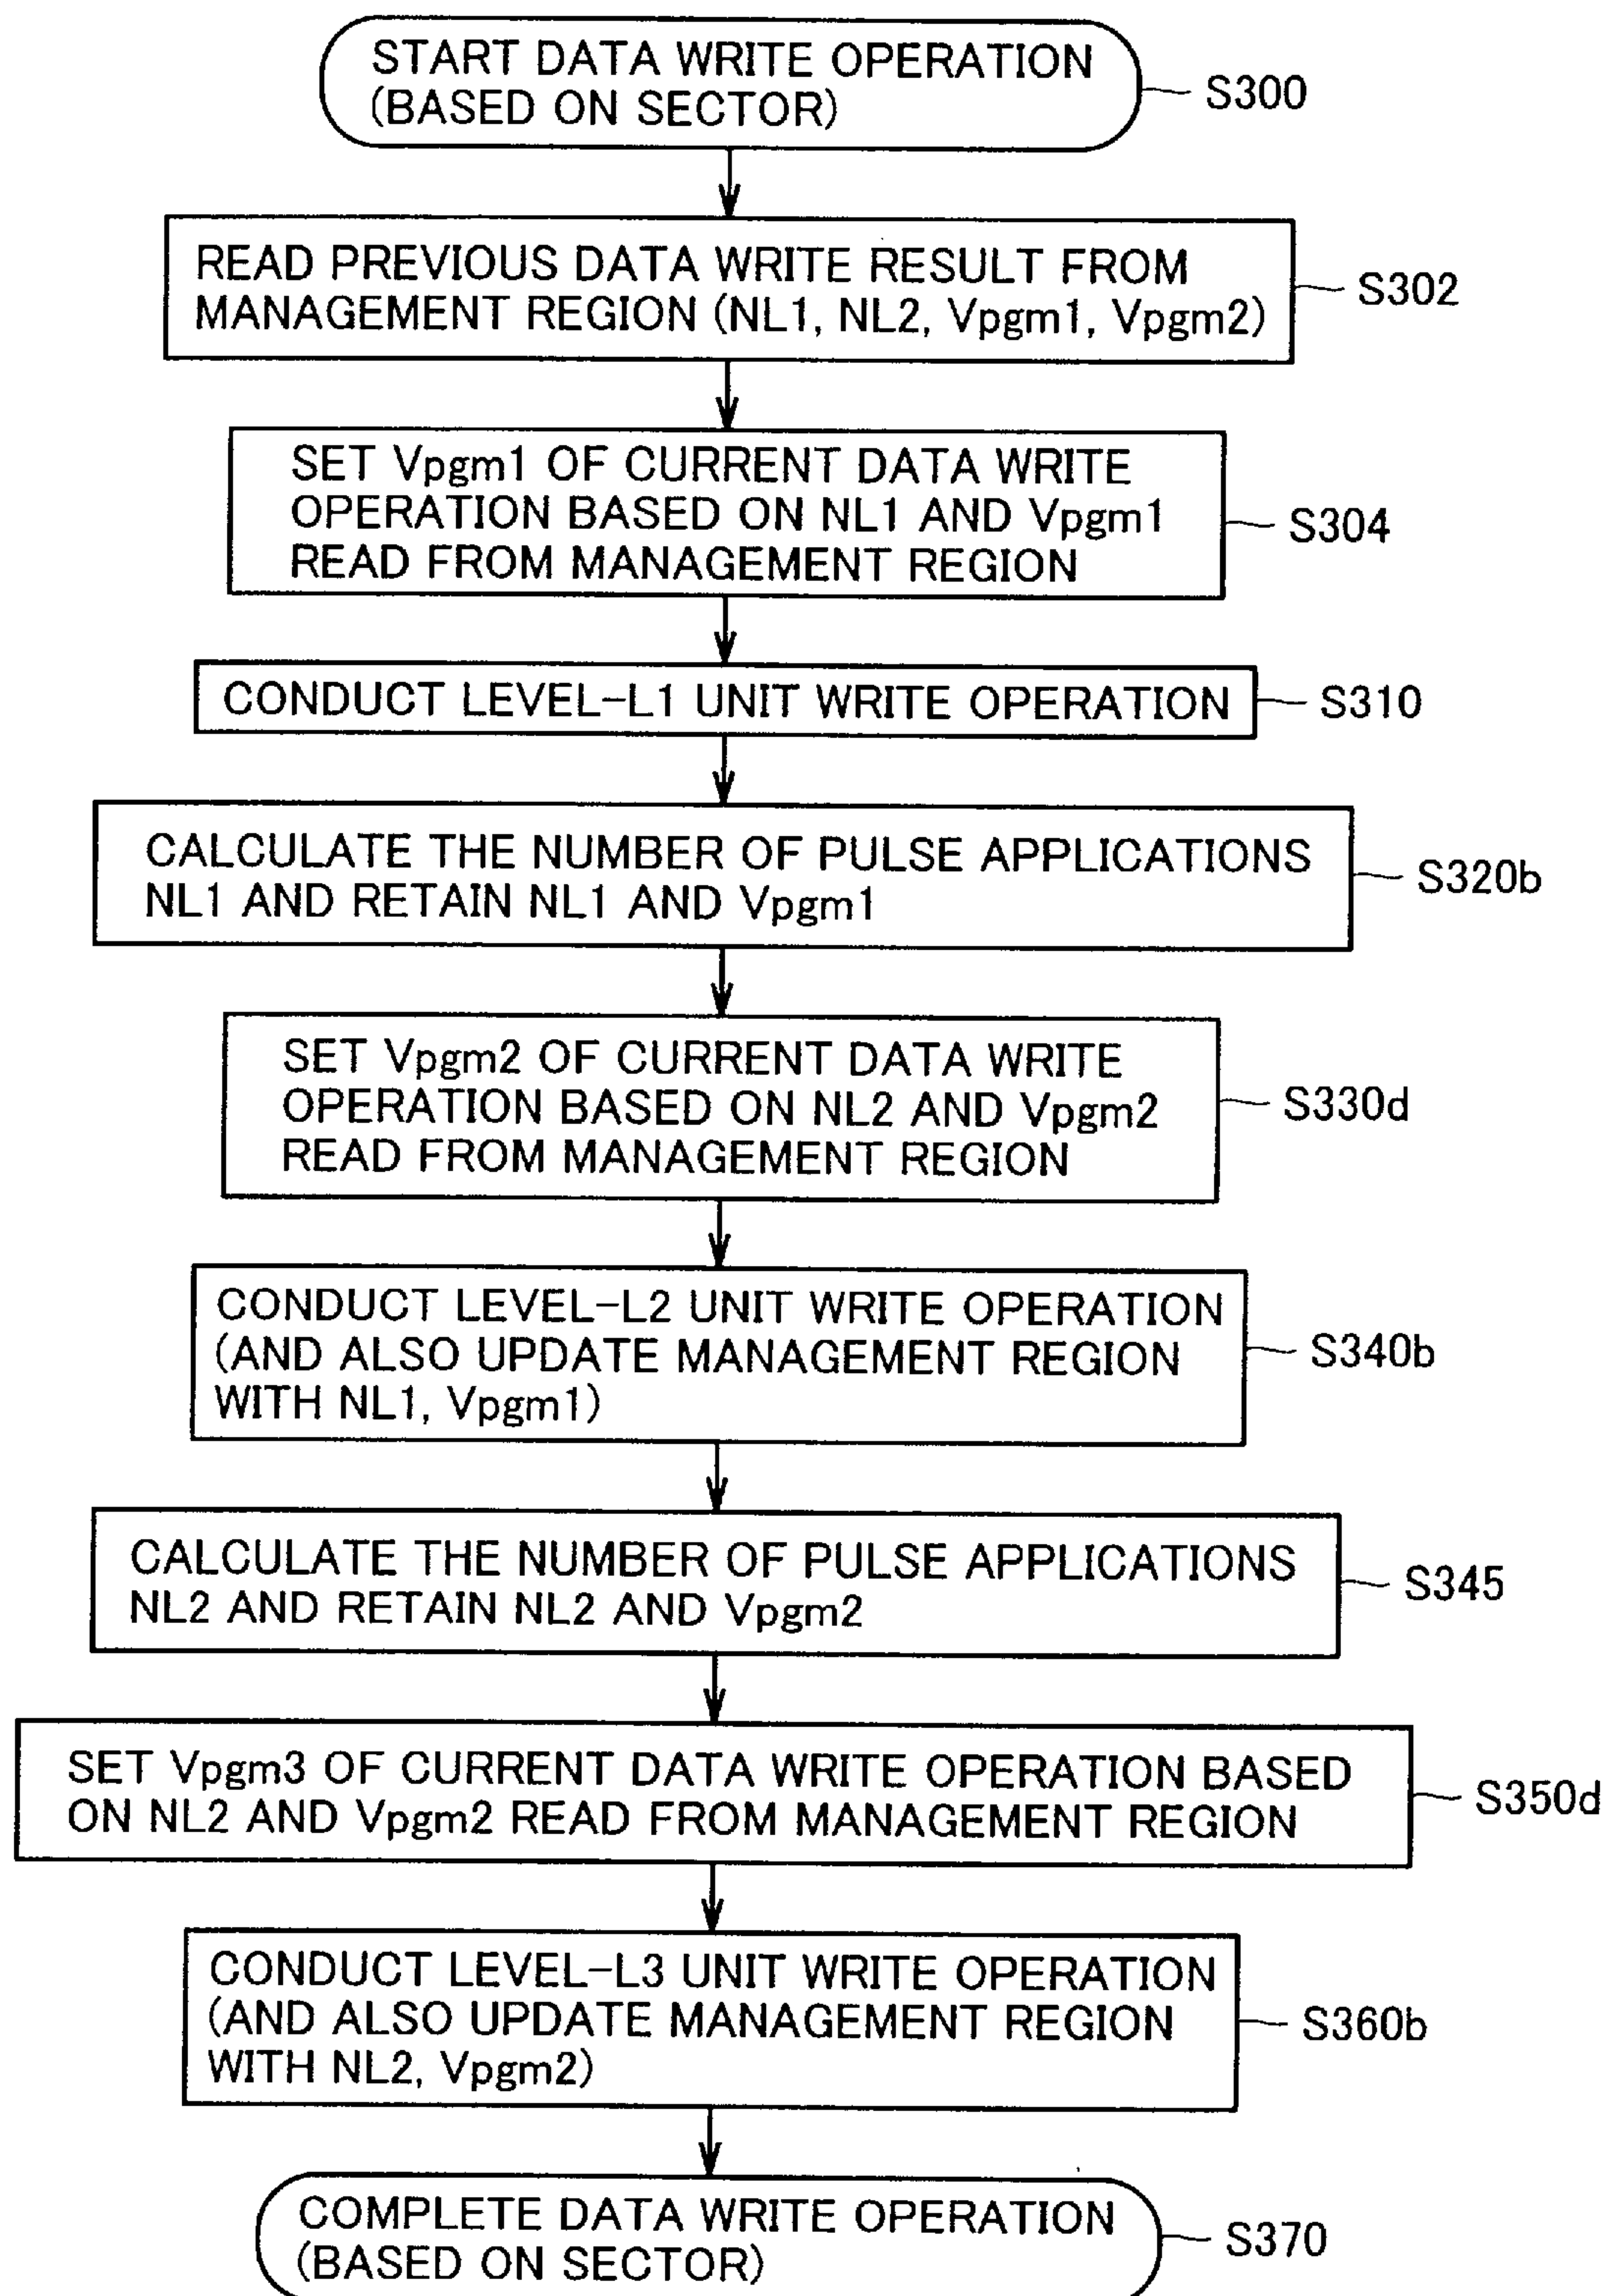 START DATA WRITE OPERATION
(BASED ON SECTOR)
S300
READ PREVIOUS DATA WRITE RESULT FROM
MANAGEMENT REGION (NL1, NL2, Vpgm1, Vpgm2)
S302
SET Vpgm1 OF CURRENT DATA WRITE
OPERATION BASED ON NL1 AND Vpgm1
READ FROM MANAGEMENT REGION
S304
CONDUCT LEVEL-L1 UNIT WRITE OPERATION
S310
CALCULATE THE NUMBER OF PULSE APPLICATIONS
NL1 AND RETAIN NL1 AND Vpgm1
S320b
SET Vpgm2 OF CURRENT DATA WRITE
OPERATION BASED ON NL2 AND Vpgm2
READ FROM MANAGEMENT REGION
S330d
CONDUCT LEVEL-L2 UNIT WRITE OPERATION
(AND ALSO UPDATE MANAGEMENT REGION
WITH NL1, Vpgm1)
S340b
CALCULATE THE NUMBER OF PULSE APPLICATIONS
NL2 AND RETAIN NL2 AND Vpgm2
S345
SET Vpgm3 OF CURRENT DATA WRITE OPERATION BASED
ON NL2 AND Vpgm2 READ FROM MANAGEMENT REGION
S350d
CONDUCT LEVEL-L3 UNIT WRITE OPERATION
(AND ALSO UPDATE MANAGEMENT REGION
WITH NL2, Vpgm2)
S360b
COMPLETE DATA WRITE OPERATION
(BASED ON SECTOR)
S370